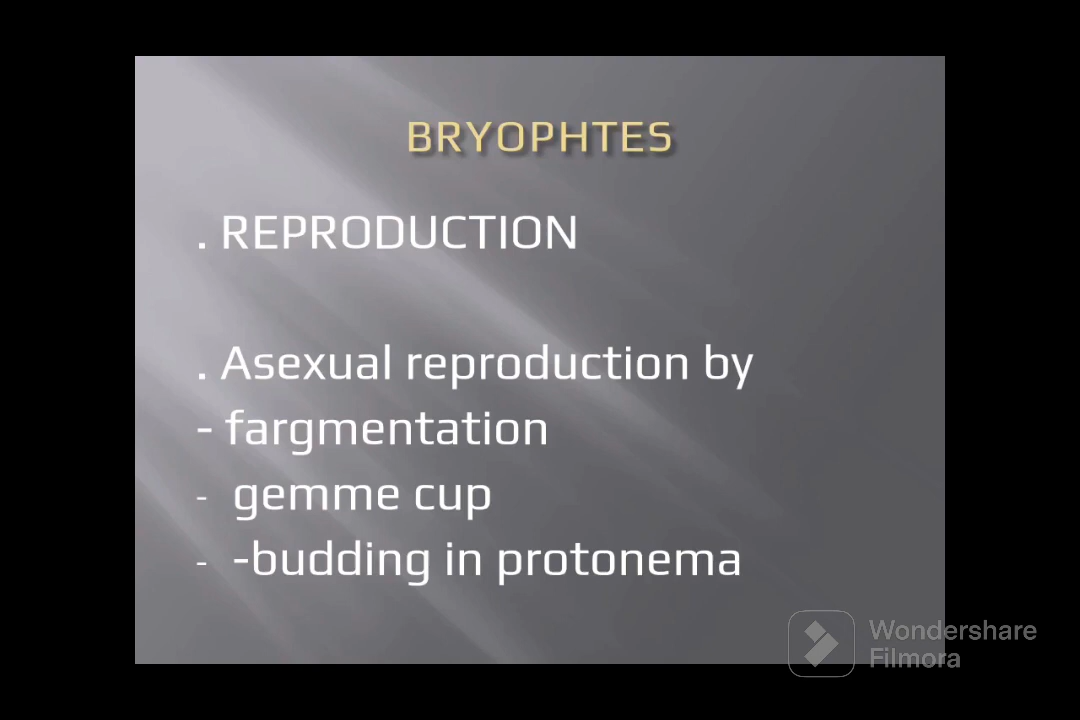 BRYOPHTES
. REPRODUCTION
. Asexual reproduction by
- fargmentation
- gemme cup
- -budding in protonema
Wondershare
Filmora